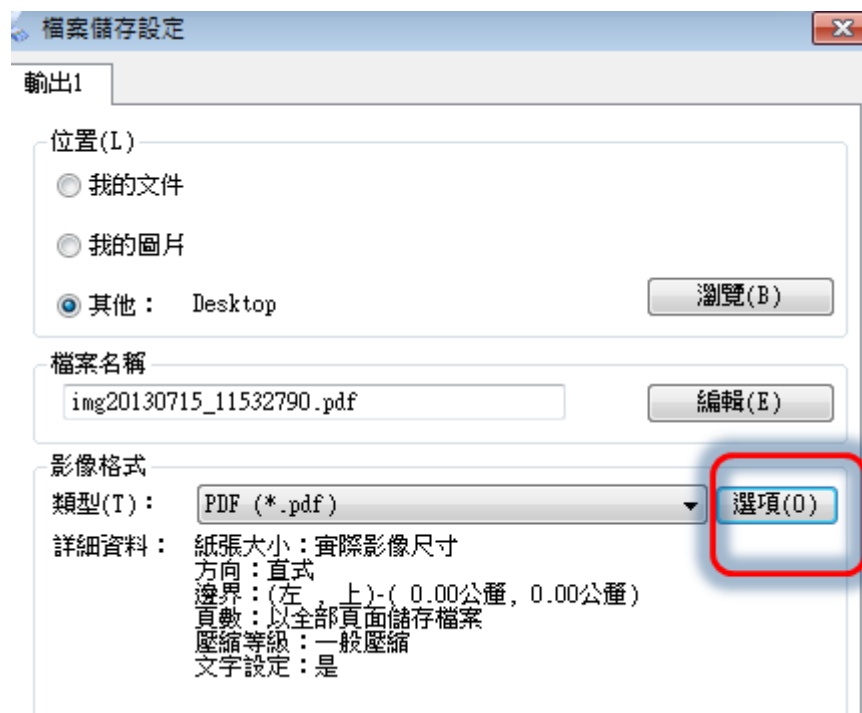 檔案儲存設定
輸出1
位置(L)
我的文件
我的圖片
其他： Desktop
瀏覽(B)
檔案名稱
img20130715_11532790.pdf
編輯(E)
影像格式
類型(T)： PDF (*.pdf) 選項(O)
詳細資料： 紙張大小：實際影像尺寸
方向：直式
邊界：(左 , 上)-( 0.00公釐, 0.00公釐)
頁數：以全部頁面儲存檔案
壓縮等級：一般壓縮
文字設定：是